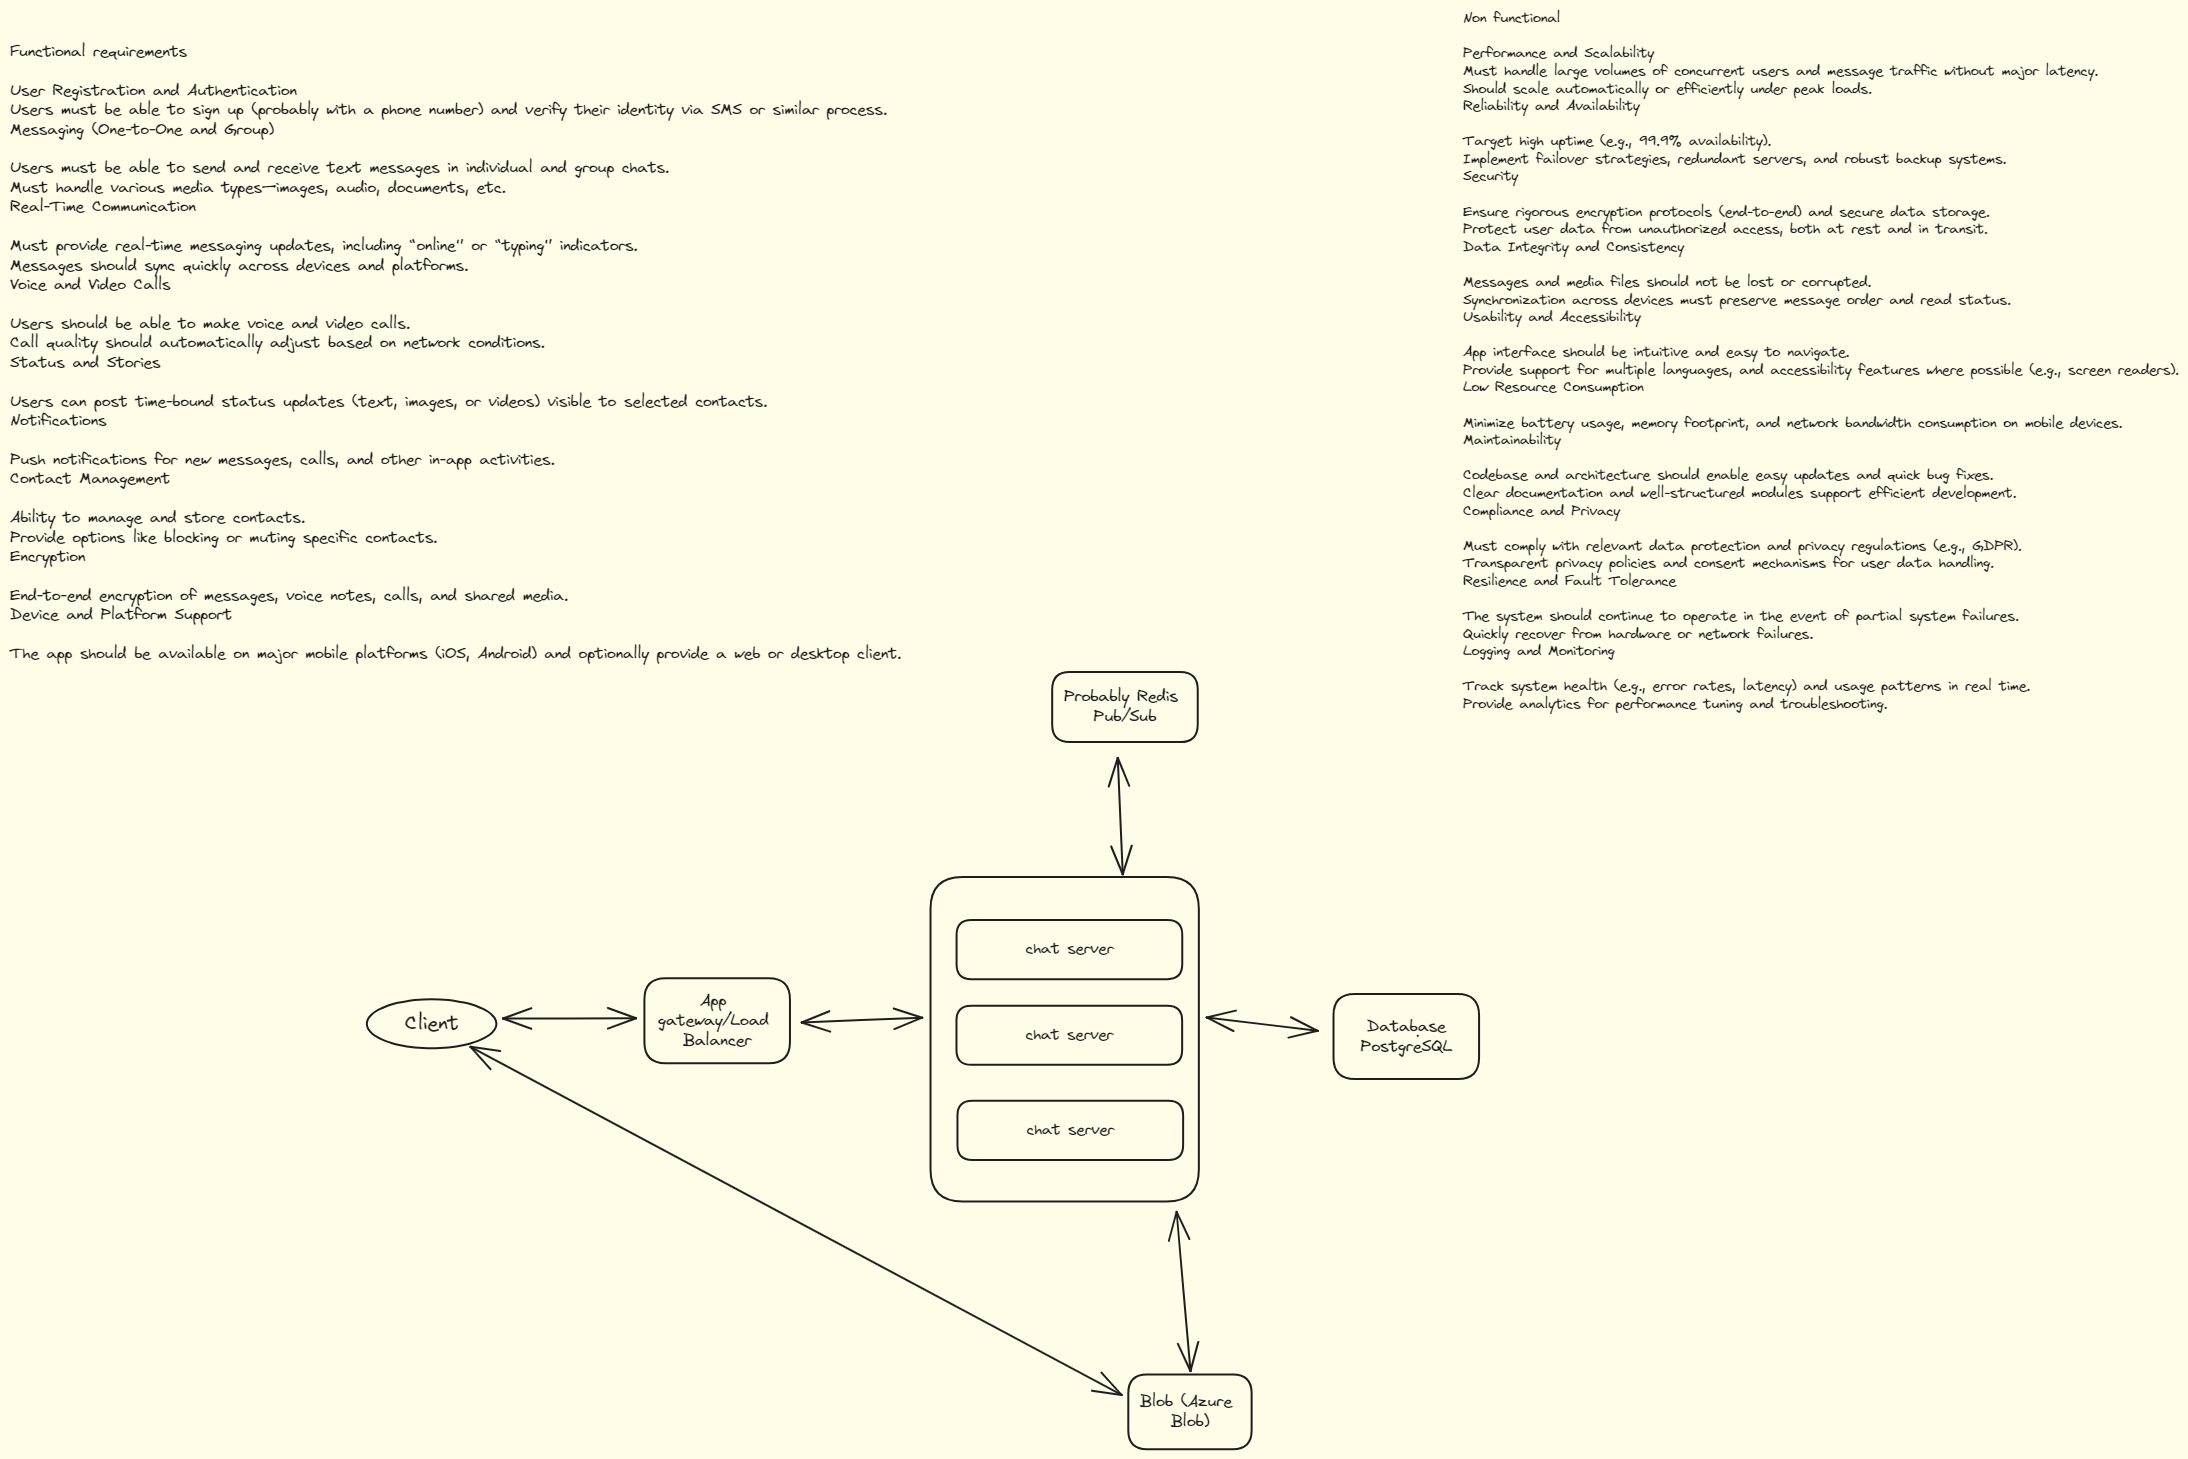 Functional requirements
User Registration and Authentication
Users must be able to sign up (probably with a phone number) and verify their identity via SMS or similar process.
Messaging (One-to-One and Group)
Users must be able to send and receive text messages in individual and group chats.
Must handle various media types—images, audio, documents, etc.
Real-Time Communication
Must provide real-time messaging updates, including “online” or “typing” indicators.
Messages should sync quickly across devices and platforms.
Voice and Video Calls
Users should be able to make voice and video calls.
Call quality should automatically adjust based on network conditions.
Status and Stories
Users can post time-bound status updates (text, images, or videos) visible to selected contacts.
Notifications
Push notifications for new messages, calls, and other in-app activities.
Contact Management
Ability to manage and store contacts.
Provide options like blocking or muting specific contacts.
Encryption
End-to-end encryption of messages, voice notes, calls, and shared media.
Device and Platform Support
The app should be available on major mobile platforms (iOS, Android) and optionally provide a web or desktop client.
Non functional
Performance and Scalability
Must handle large volumes of concurrent users and message traffic without major latency.
Should scale automatically or efficiently under peak loads.
Reliability and Availability
Target high uptime (e.g., 99.9% availability).
Implement failover strategies, redundant servers, and robust backup systems.
Security
Ensure rigorous encryption protocols (end-to-end) and secure data storage.
Protect user data from unauthorized access, both at rest and in transit.
Data Integrity and Consistency
Messages and media files should not be lost or corrupted.
Synchronization across devices must preserve message order and read status.
Usability and Accessibility
App interface should be intuitive and easy to navigate.
Provide support for multiple languages, and accessibility features where possible (e.g., screen readers).
Low Resource Consumption
Minimize battery usage, memory footprint, and network bandwidth consumption on mobile devices.
Maintainability
Codebase and architecture should enable easy updates and quick bug fixes.
Clear documentation and well-structured modules support efficient development.
Compliance and Privacy
Must comply with relevant data protection and privacy regulations (e.g., GDPR).
Transparent privacy policies and consent mechanisms for user data handling.
Resilience and Fault Tolerance
The system should continue to operate in the event of partial system failures.
Quickly recover from hardware or network failures.
Logging and Monitoring
Track system health (e.g., error rates, latency) and usage patterns in real time.
Provide analytics for performance tuning and troubleshooting.
Probably Redis
Pub/Sub
chat server
chat server
chat server
Client
App
gateway/Load
Balancer
Database
PostgreSQL
Blob (Azure
Blob)